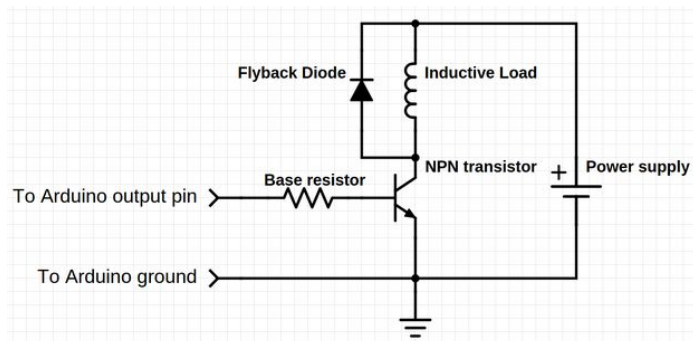 Flyback Diode
Inductive Load
NPN transistor
+
Power supply
Base resistor
To Arduino output pin
To Arduino ground